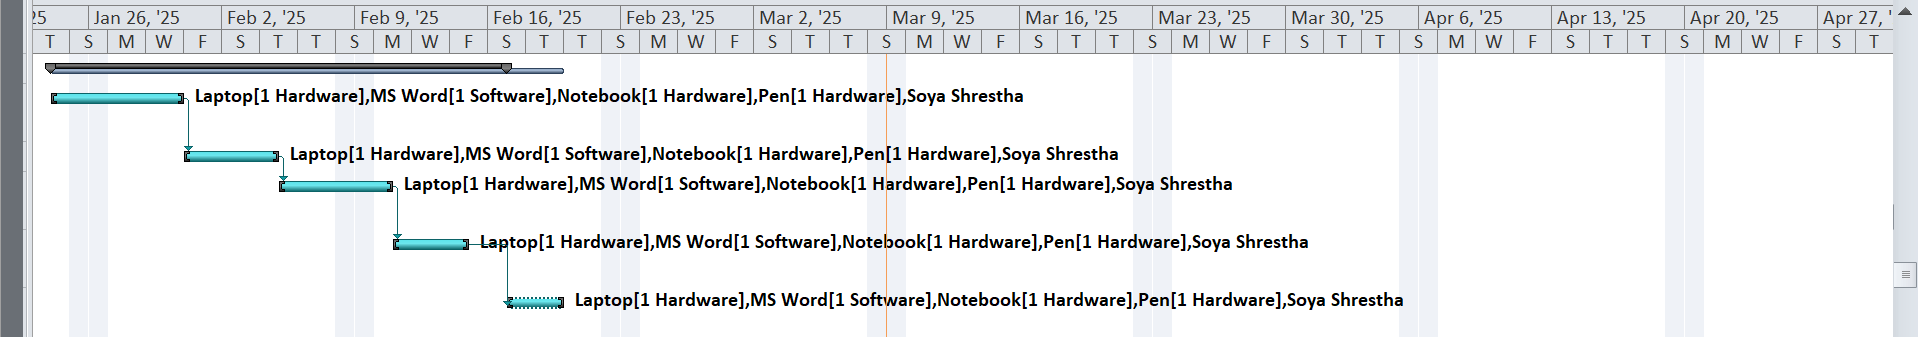 25 Jan 26, '25 Feb 2, '25 Feb 9, '25 Feb 16, '25 Feb 23, '25 Mar 2, '25 Mar 9, '25 Mar 16, '25 Mar 23, '25 Mar 30, '25 Apr 6, '25 Apr 13, '25 Apr 20, '25 Apr 27, '
T S M W F S T T S M W F S T T S M W F S T T S M W F S T T S M W F S T T S M W F S T T S M W F S T
Laptop[1 Hardware],MS Word[1 Software],Notebook[1 Hardware],Pen[1 Hardware],Soya Shrestha
Laptop[1 Hardware],MS Word[1 Software],Notebook[1 Hardware],Pen[1 Hardware],Soya Shrestha
Laptop[1 Hardware],MS Word[1 Software],Notebook[1 Hardware],Pen[1 Hardware],Soya Shrestha
Laptop[1 Hardware],MS Word[1 Software],Notebook[1 Hardware],Pen[1 Hardware],Soya Shrestha
Laptop[1 Hardware],MS Word[1 Software],Notebook[1 Hardware],Pen[1 Hardware],Soya Shrestha